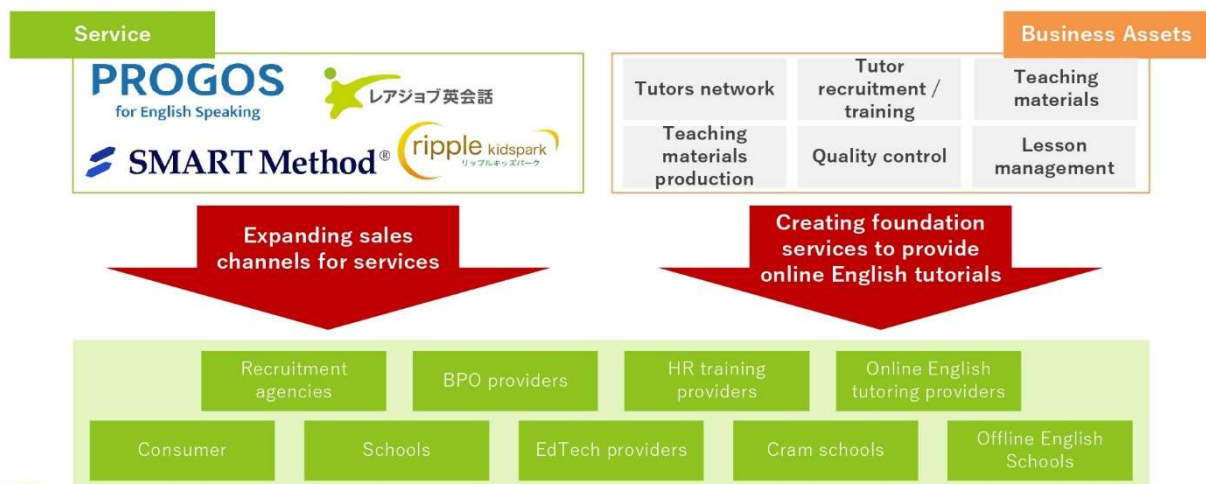 Service
Business Assets
PROGOS
for English Speaking
レアジョブ英会話
SMART Method®
ripple kidspark
リップルキッズパーク
Tutors network
Tutor
recruitment /
training
Teaching
materials
Teaching
materials
production
Quality control
Lesson
management
Expanding sales
channels for services
Creating foundation
services to provide
online English tutorials
Recruitment
agencies
BPO providers
HR training
providers
Online English
tutoring providers
Consumer
Schools
EdTech providers
Cram schools
Offline English
Schools